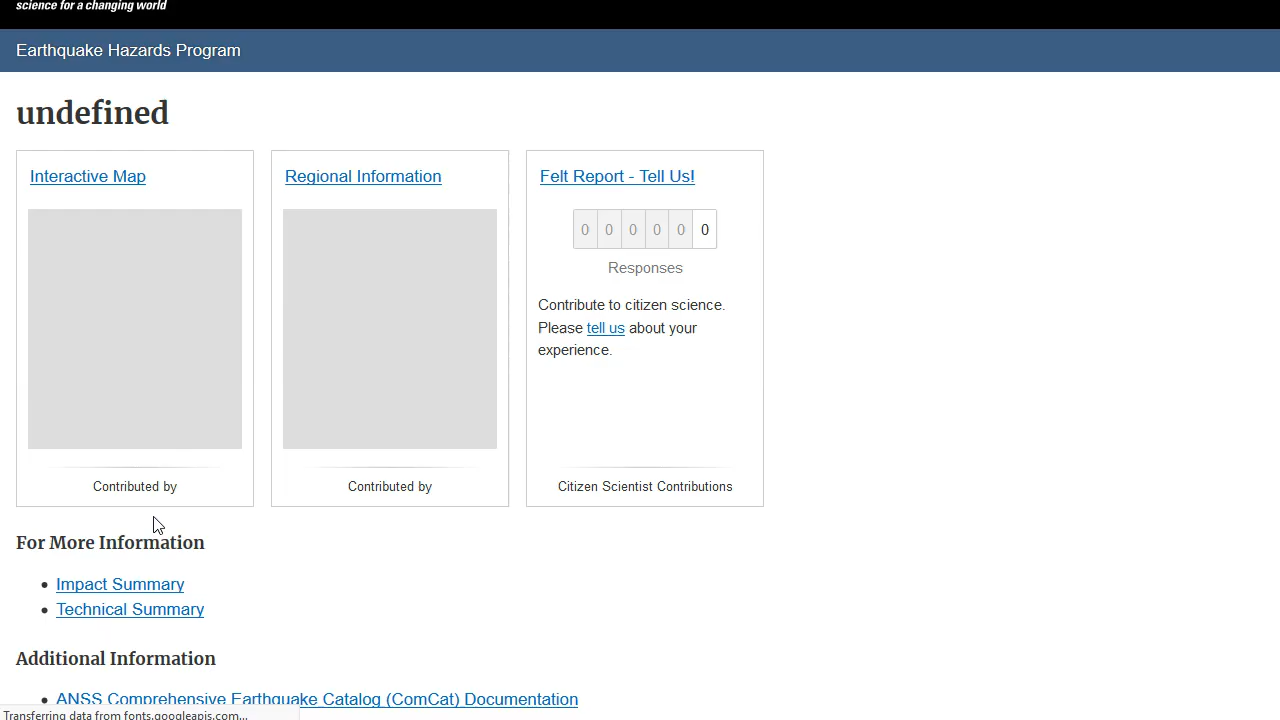 science for a changing world
Earthquake Hazards Program
undefined
Interactive Map
Regional Information
Felt Report - Tell Us!
0 0 0 0 0 0
Responses
Contribute to citizen science.
Please tell us about your
experience.
Contributed by
Contributed by
Citizen Scientist Contributions
For More Information
Impact Summary
Technical Summary
Additional Information
ANSS Comprehensive Earthquake Catalog (ComCat) Documentation
Transferring data from fonts.googleapis.com...